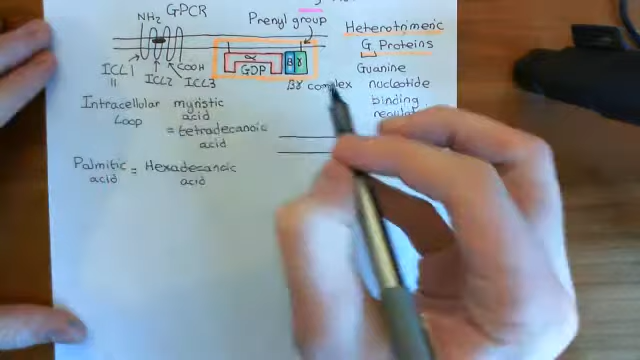 GPCR
NH2
Prenyl group
α
GDP
β γ
βγ complex
ICL1
ICL2
COOH
ICL3
=
Intracellular
Loop
myristic
acid
= tetradecanoic
acid
Palmitic = Hexadecanoic
acid
acid
Heterotrimeric
G Proteins
Guanine
nucleotide
binding